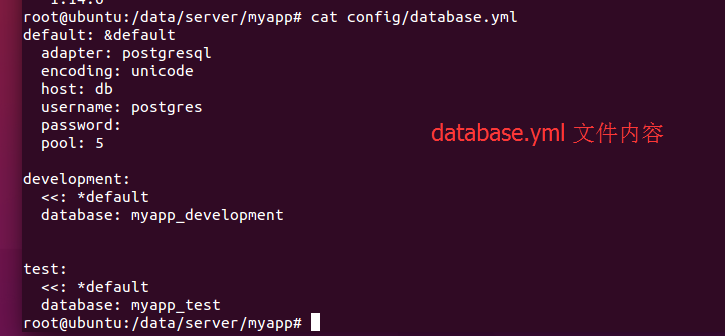 root@ubuntu:/data/server/myapp# cat config/database.yml
default: &default
  adapter: postgresql
  encoding: unicode
  host: db
  username: postgres
  password:
  pool: 5
database.yml 文件内容
development:
  <<: *default
  database: myapp_development
test:
  <<: *default
  database: myapp_test
root@ubuntu:/data/server/myapp#